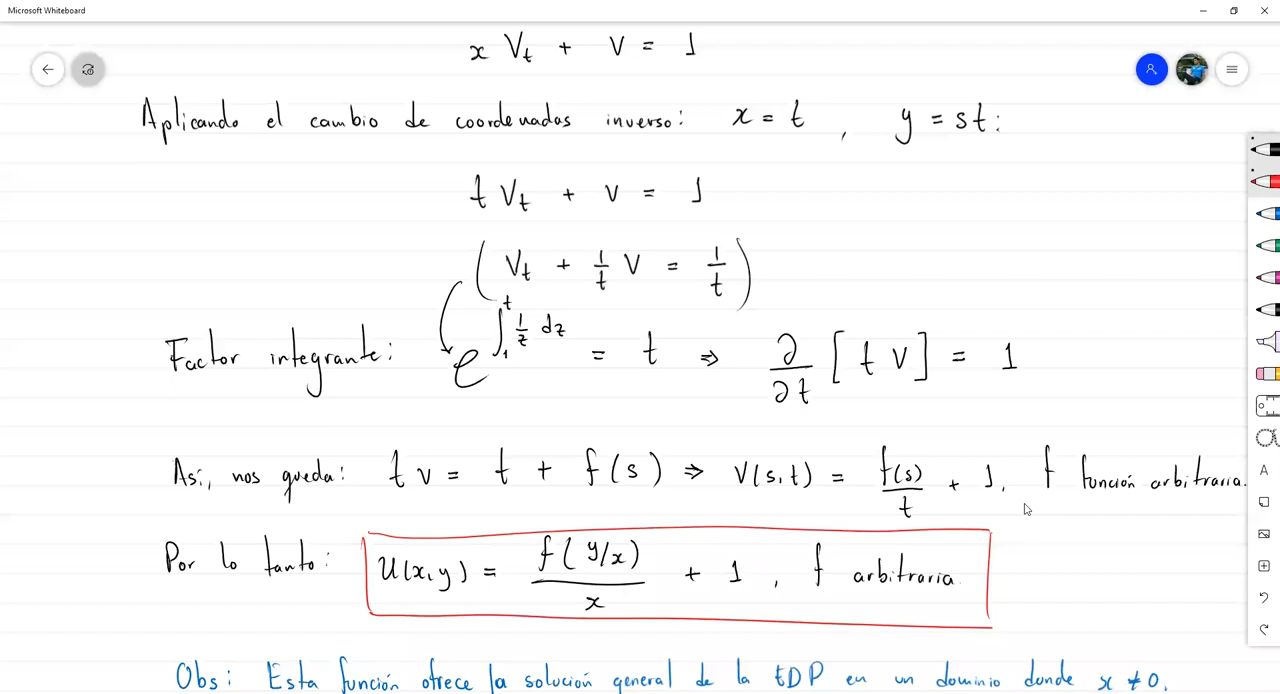 Microsoft Whiteboard
x V_t + v = 1
Aplicando el cambio de coordenadas inverso: x = t , y = st:
t V_t + v = 1
( V_t + 1/t V = 1/t )
Factor integrante: e^{∫_1^t 1/z dz} = t ⇒ ∂/∂t [ t v ] = 1
Así, nos queda: t v = t + f(s) ⇒ v(s,t) = f(s)/t + 1, f función arbitraria.
Por lo tanto: u(x,y) = f(y/x)/x + 1 , f arbitraria.
Obs: Esta función ofrece la solución general de la EDP en un dominio donde x ≠ 0.
A